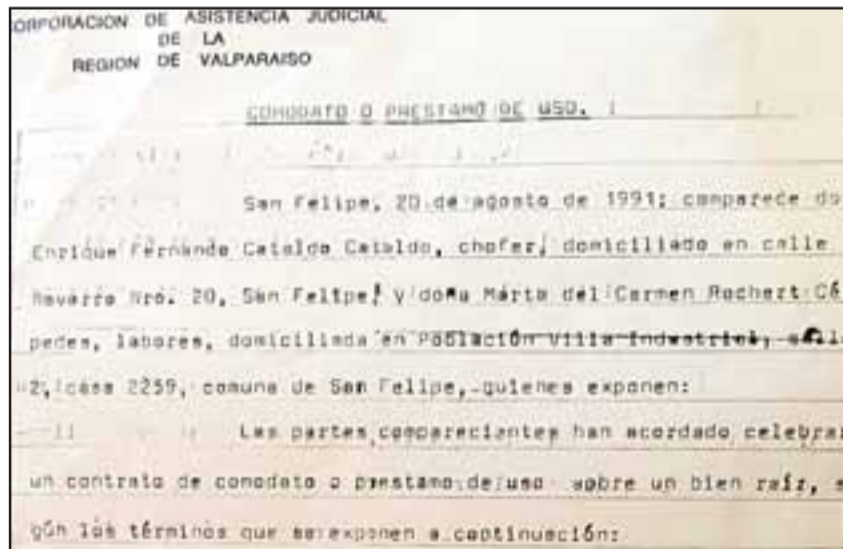 ORPORACION DE ASISTENCIA JUDICIAL
DE LA
REGION DE VALPARAISO
COMODATO O PRESTAMO DE USO.
San Felipe, 20 de agosto de 1991; comparece do
Enrique Fernando Cataldo Cataldo, chofer, domiciliado en calle
Navarro Nro. 20, San Felipe, y doña Marta del Carmen Rochart Cé
pedes, labores, domiciliada en Población Villa Industrial, calle
2, casa 2259, comuna de San Felipe, quienes exponen:
Las partes comparecientes han acordado celebrar
un contrato de comodato o prestamo de uso sobre un bien raíz, s
gún los términos que se exponen a continuación: